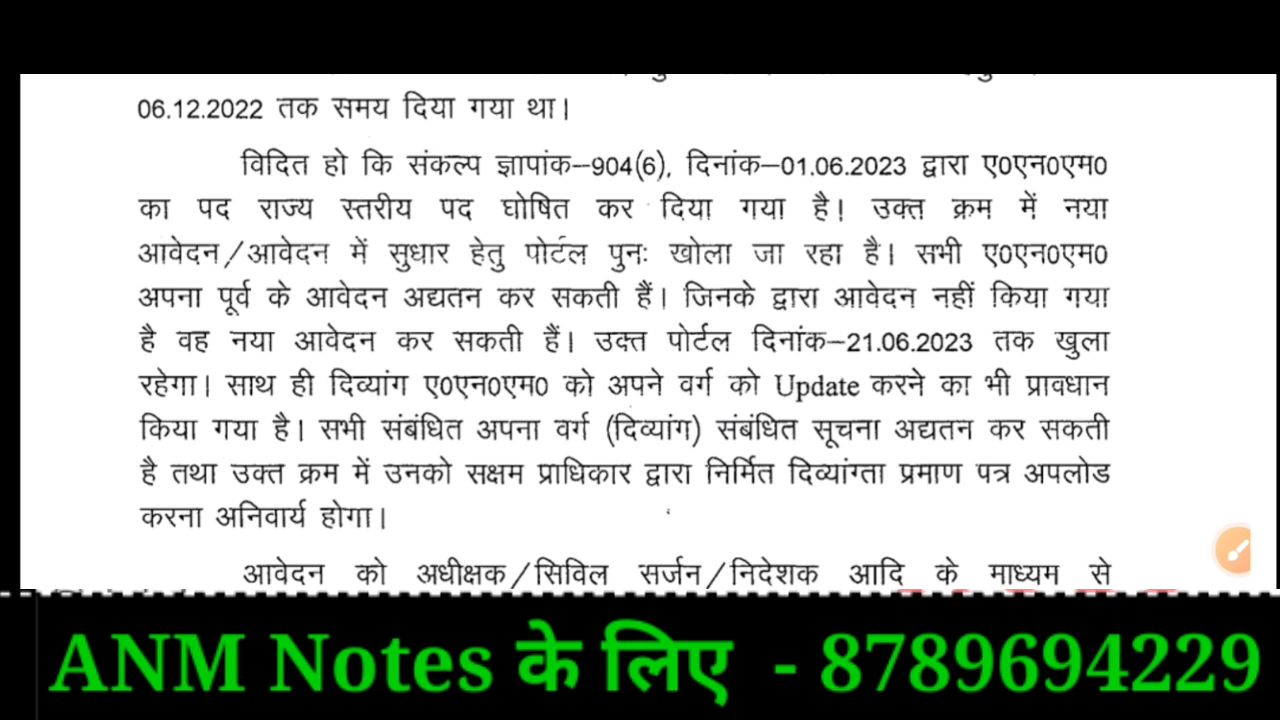 06.12.2022 तक समय दिया गया था।
विदित हो कि संकल्प ज्ञापांक–904(6), दिनांक–01.06.2023 द्वारा ए0एन0एम0
का पद राज्य स्तरीय पद घोषित कर दिया गया है। उक्त क्रम में नया
आवेदन/आवेदन में सुधार हेतु पोर्टल पुनः खोला जा रहा है। सभी ए0एन0एम0
अपना पूर्व के आवेदन अद्यतन कर सकती हैं। जिनके द्वारा आवेदन नहीं किया गया
है वह नया आवेदन कर सकती हैं। उक्त पोर्टल दिनांक–21.06.2023 तक खुला
रहेगा। साथ ही दिव्यांग ए0एन0एम0 को अपने वर्ग को Update करने का भी प्रावधान
किया गया है। सभी संबंधित अपना वर्ग (दिव्यांग) संबंधित सूचना अद्यतन कर सकती
है तथा उक्त क्रम में उनको सक्षम प्राधिकार द्वारा निर्मित दिव्यांग्ता प्रमाण पत्र अपलोड
करना अनिवार्य होगा।
आवेदन को अधीक्षक/सिविल सर्जन/निदेशक आदि के माध्यम से
ANM Notes के लिए - 8789694229